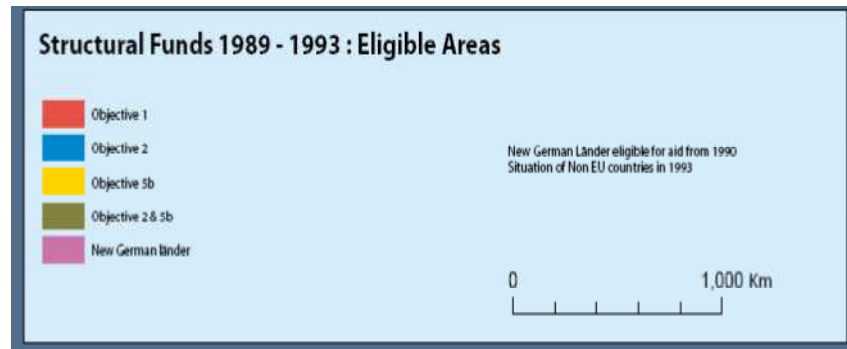 Structural Funds 1989 - 1993 : Eligible Areas
Objective 1
Objective 2
Objective 5b
Objective 2 & 5b
New German länder
New German Länder eligible for aid from 1990
Situation of Non EU countries in 1993
0 1,000 Km